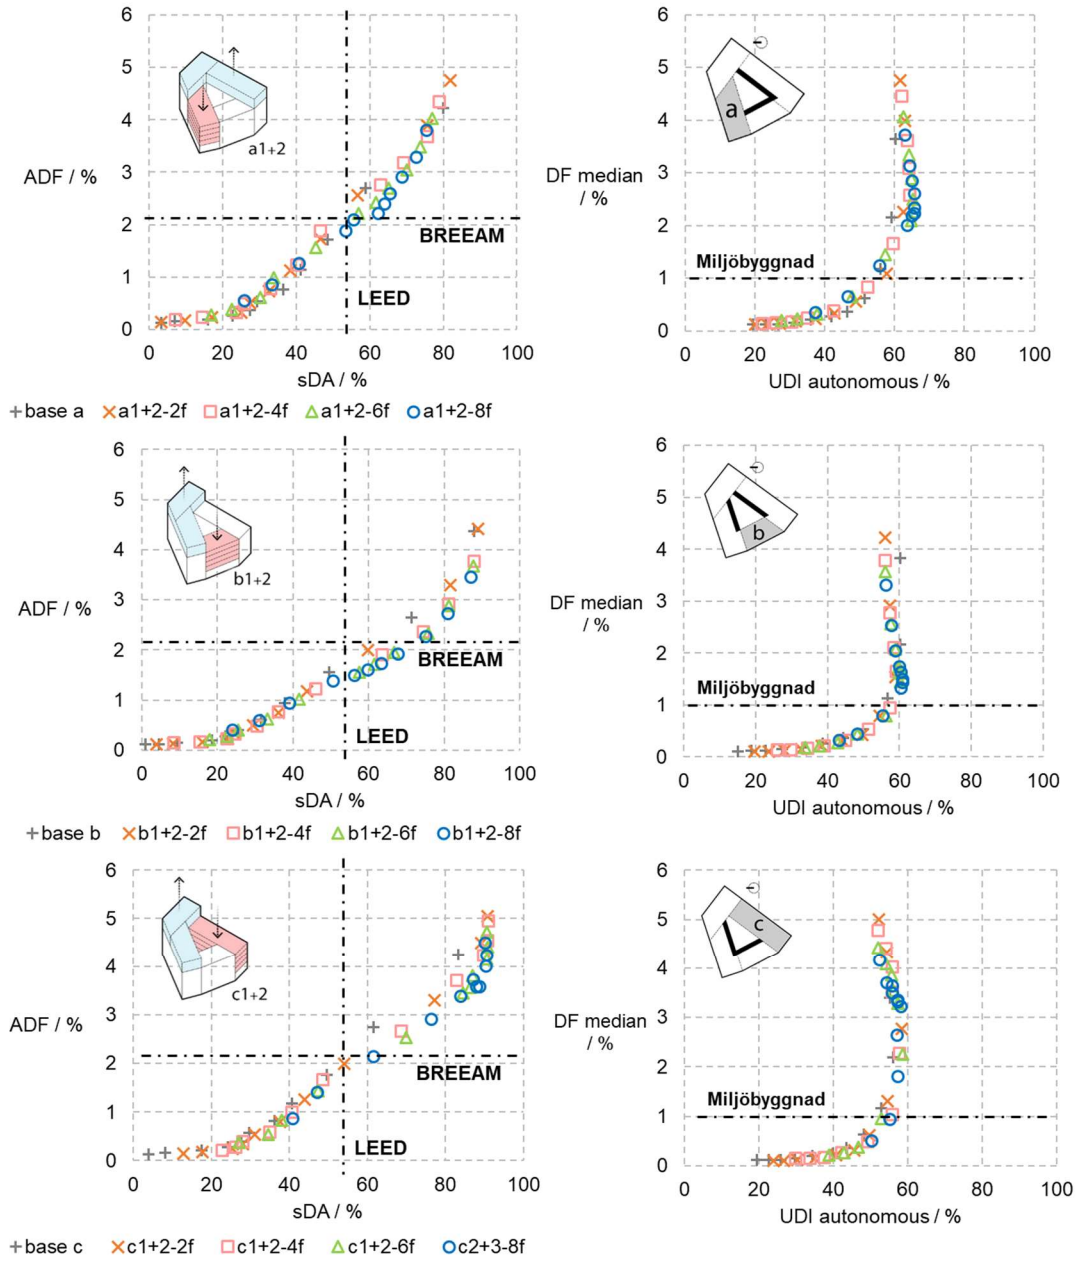 6
5
4
3
2
1
0
ADF / %
a1+2
BREEAM
LEED
0 20 40 60 80 100
sDA / %
6
5
4
3
2
1
0
DF median
/ %
a
Miljöbyggnad
0 20 40 60 80 100
UDI autonomous / %
base a a1+2-2f a1+2-4f a1+2-6f a1+2-8f
6
5
4
3
2
1
0
ADF / %
b1+2
BREEAM
LEED
0 20 40 60 80 100
sDA / %
6
5
4
3
2
1
0
DF median
/ %
b
Miljöbyggnad
0 20 40 60 80 100
UDI autonomous / %
base b b1+2-2f b1+2-4f b1+2-6f b1+2-8f
6
5
4
3
2
1
0
ADF / %
c1+2
BREEAM
LEED
0 20 40 60 80 100
sDA / %
6
5
4
3
2
1
0
DF median
/ %
c
Miljöbyggnad
0 20 40 60 80 100
UDI autonomous / %
base c c1+2-2f c1+2-4f c1+2-6f c2+3-8f